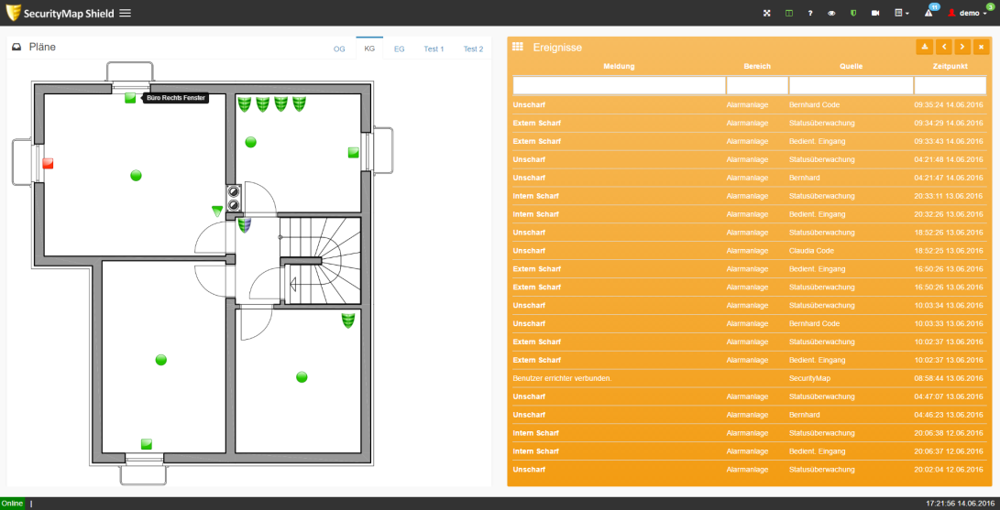 SecurityMap Shield
? 11 demo 3
Pläne OG KG EG Test 1 Test 2
Büro Rechts Fenster
Ereignisse
Meldung Bereich Quelle Zeitpunkt
Unscharf Alarmanlage Bernhard Code 09:35:24 14.06.2016
Extern Scharf Alarmanlage Statusüberwachung 09:34:29 14.06.2016
Extern Scharf Alarmanlage Bedient. Eingang 09:33:43 14.06.2016
Unscharf Alarmanlage Statusüberwachung 04:21:48 14.06.2016
Unscharf Alarmanlage Bernhard 04:21:47 14.06.2016
Intern Scharf Alarmanlage Statusüberwachung 20:33:11 13.06.2016
Intern Scharf Alarmanlage Bedient. Eingang 20:32:26 13.06.2016
Unscharf Alarmanlage Statusüberwachung 18:52:26 13.06.2016
Unscharf Alarmanlage Claudia Code 18:52:25 13.06.2016
Extern Scharf Alarmanlage Bedient. Eingang 16:50:26 13.06.2016
Extern Scharf Alarmanlage Statusüberwachung 16:50:26 13.06.2016
Unscharf Alarmanlage Statusüberwachung 10:03:34 13.06.2016
Unscharf Alarmanlage Bernhard Code 10:03:33 13.06.2016
Extern Scharf Alarmanlage Statusüberwachung 10:02:37 13.06.2016
Extern Scharf Alarmanlage Bedient. Eingang 10:02:37 13.06.2016
Benutzer errichter verbunden. SecurityMap 08:58:44 13.06.2016
Unscharf Alarmanlage Statusüberwachung 04:47:07 13.06.2016
Unscharf Alarmanlage Bernhard 04:46:23 13.06.2016
Intern Scharf Alarmanlage Statusüberwachung 20:06:38 12.06.2016
Intern Scharf Alarmanlage Bedient. Eingang 20:06:37 12.06.2016
Unscharf Alarmanlage Statusüberwachung 20:02:04 12.06.2016
Online | 17:21:56 14.06.2016